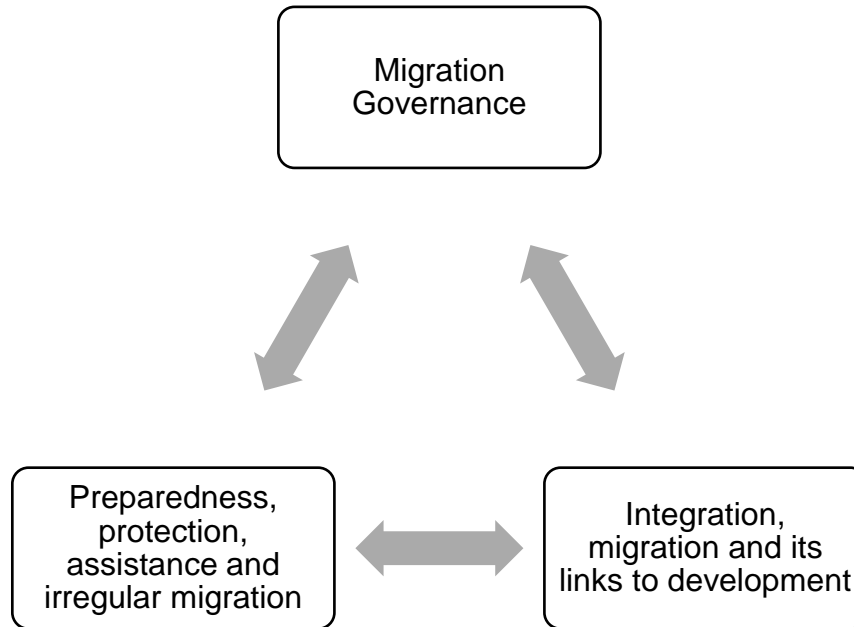 Migration
Governance
Preparedness,
protection,
assistance and
irregular migration
Integration,
migration and its
links to development